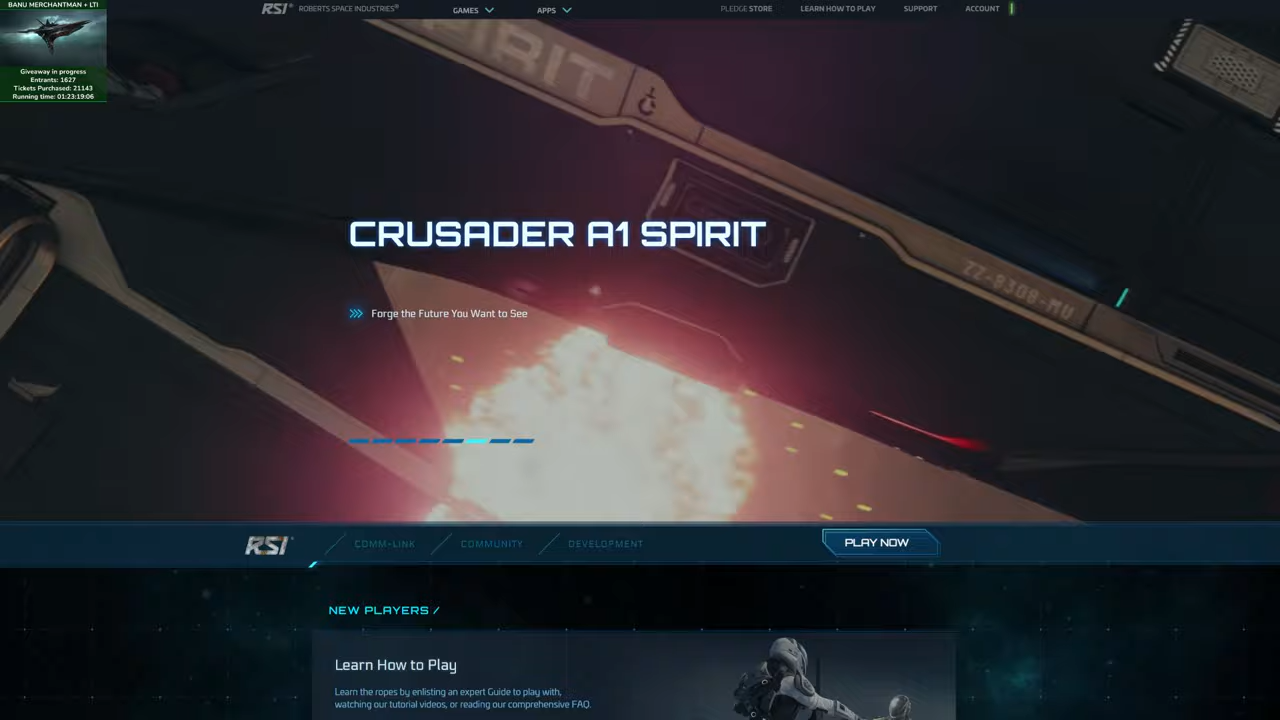 BANU MERCHANTMAN + LTI
Giveaway in progress
Entrants: 1627
Tickets Purchased: 21143
Running time: 01:23:19:06
RSI ROBERTS SPACE INDUSTRIES®
GAMES
APPS
PLEDGE STORE
LEARN HOW TO PLAY
SUPPORT
ACCOUNT
SPIRIT
CRUSADER A1 SPIRIT
ZZ-8308-MU
Forge the Future You Want to See
RSI
COMM-LINK
COMMUNITY
DEVELOPMENT
PLAY NOW
NEW PLAYERS /
Learn How to Play
Learn the ropes by enlisting an expert Guide to play with,
watching our tutorial videos, or reading our comprehensive FAQ.